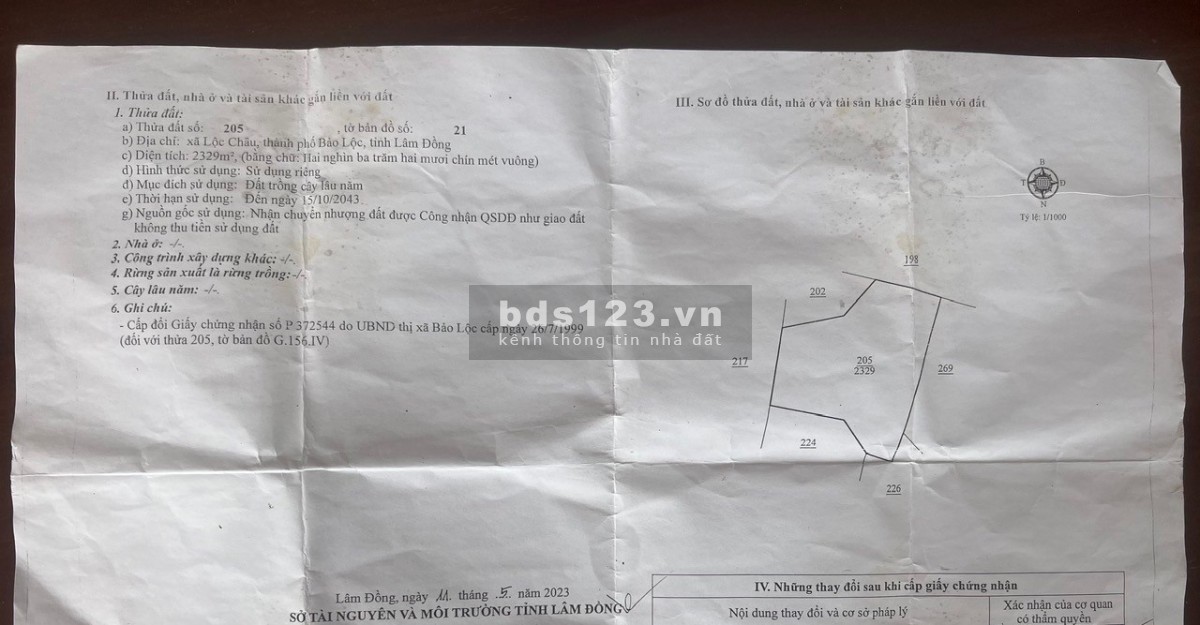 II. Thửa đất, nhà ở và tài sản khác gắn liền với đất
1. Thửa đất:
a) Thửa đất số: 205 , tờ bản đồ số: 21
b) Địa chỉ: xã Lộc Châu, thành phố Bảo Lộc, tỉnh Lâm Đồng
c) Diện tích: 2329m², (bằng chữ: Hai nghìn ba trăm hai mươi chín mét vuông)
d) Hình thức sử dụng: Sử dụng riêng
đ) Mục đích sử dụng: Đất trồng cây lâu năm
e) Thời hạn sử dụng: Đến ngày 15/10/2043
g) Nguồn gốc sử dụng: Nhận chuyển nhượng đất được Công nhận QSDĐ như giao đất
không thu tiền sử dụng đất
2. Nhà ở: -/-.
3. Công trình xây dựng khác: -/-.
4. Rừng sản xuất là rừng trồng: -/-.
5. Cây lâu năm: -/-.
6. Ghi chú:
- Cấp đổi Giấy chứng nhận số P 372544 do UBND thị xã Bảo Lộc cấp ngày 26/7/1999
(đối với thửa 205, tờ bản đồ G.156.IV)
bds123.vn
kênh thông tin nhà đất
III. Sơ đồ thửa đất, nhà ở và tài sản khác gắn liền với đất
B
T Đ
N
Tỷ lệ: 1/1000
198
202
217
205
2329
269
224
226
Lâm Đồng, ngày 11 tháng 5 năm 2023
SỞ TÀI NGUYÊN VÀ MÔI TRƯỜNG TỈNH LÂM ĐỒNG
IV. Những thay đổi sau khi cấp giấy chứng nhận
Nội dung thay đổi và cơ sở pháp lý
Xác nhận của cơ quan
có thẩm quyền